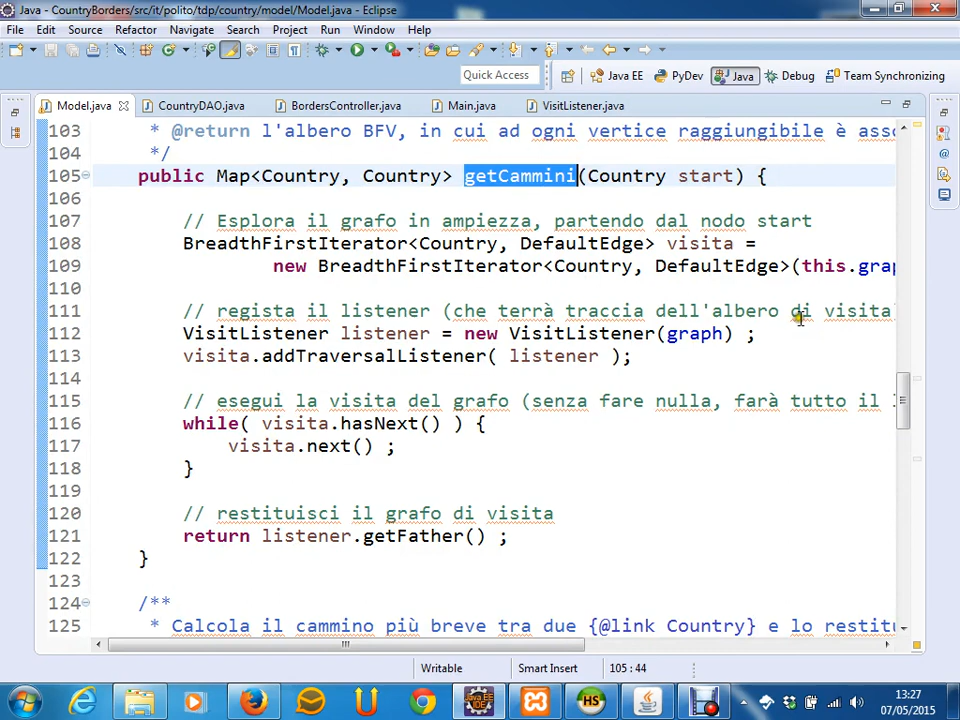 Java - CountryBorders/src/it/polito/tdp/country/model/Model.java - Eclipse
File Edit Source Refactor Navigate Search Project Run Window Help
Quick Access Java EE PyDev Java Debug Team Synchronizing
Model.java CountryDAO.java BordersController.java Main.java VisitListener.java
103 * @return l'albero BFV, in cui ad ogni vertice raggiungibile è asso
104 */
105 public Map<Country, Country> getCammini(Country start) {
106
107 // Esplora il grafo in ampiezza, partendo dal nodo start
108 BreadthFirstIterator<Country, DefaultEdge> visita =
109 new BreadthFirstIterator<Country, DefaultEdge>(this.grap
110
111 // regista il listener (che terrà traccia dell'albero di visita)
112 VisitListener listener = new VisitListener(graph) ;
113 visita.addTraversalListener( listener );
114
115 // esegui la visita del grafo (senza fare nulla, farà tutto il l
116 while( visita.hasNext() ) {
117 visita.next() ;
118 }
119
120 // restituisci il grafo di visita
121 return listener.getFather() ;
122 }
123
124 /**
125 * Calcola il cammino più breve tra due {@link Country} e lo restitu
Writable Smart Insert 105 : 44
Java EE IDE HS 13:27
07/05/2015